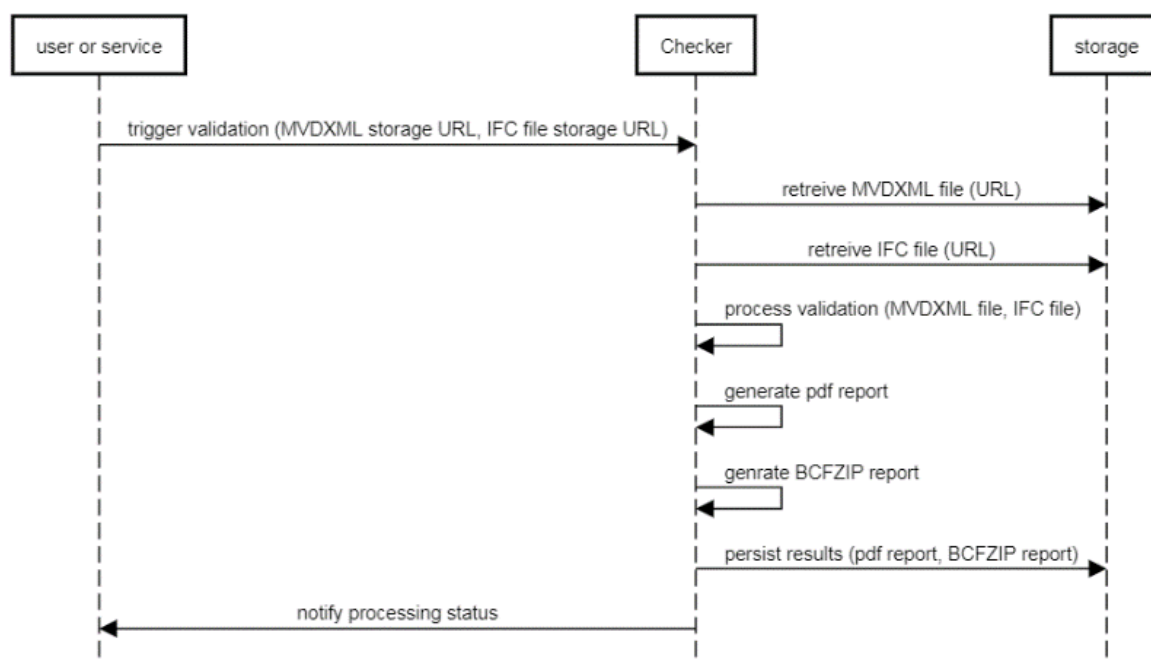 user or service
Checker
storage
trigger validation (MVDXML storage URL, IFC file storage URL)
retreive MVDXML file (URL)
retreive IFC file (URL)
process validation (MVDXML file, IFC file)
generate pdf report
genrate BCFZIP report
persist results (pdf report, BCFZIP report)
notify processing status